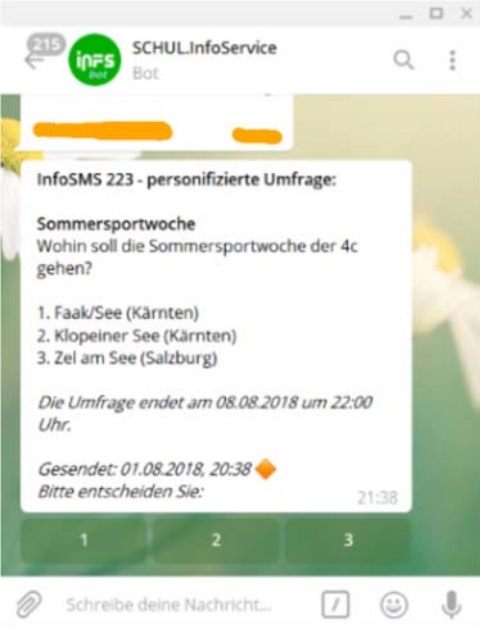 215
inFs
bot
SCHUL.InfoService
Bot
InfoSMS 223 - personifizierte Umfrage:
Sommersportwoche
Wohin soll die Sommersportwoche der 4c
gehen?
1. Faak/See (Kärnten)
2. Klopeiner See (Kärnten)
3. Zel am See (Salzburg)
Die Umfrage endet am 08.08.2018 um 22:00
Uhr.
Gesendet: 01.08.2018, 20:38
Bitte entscheiden Sie:
21:38
1 2 3
Schreibe deine Nachricht...